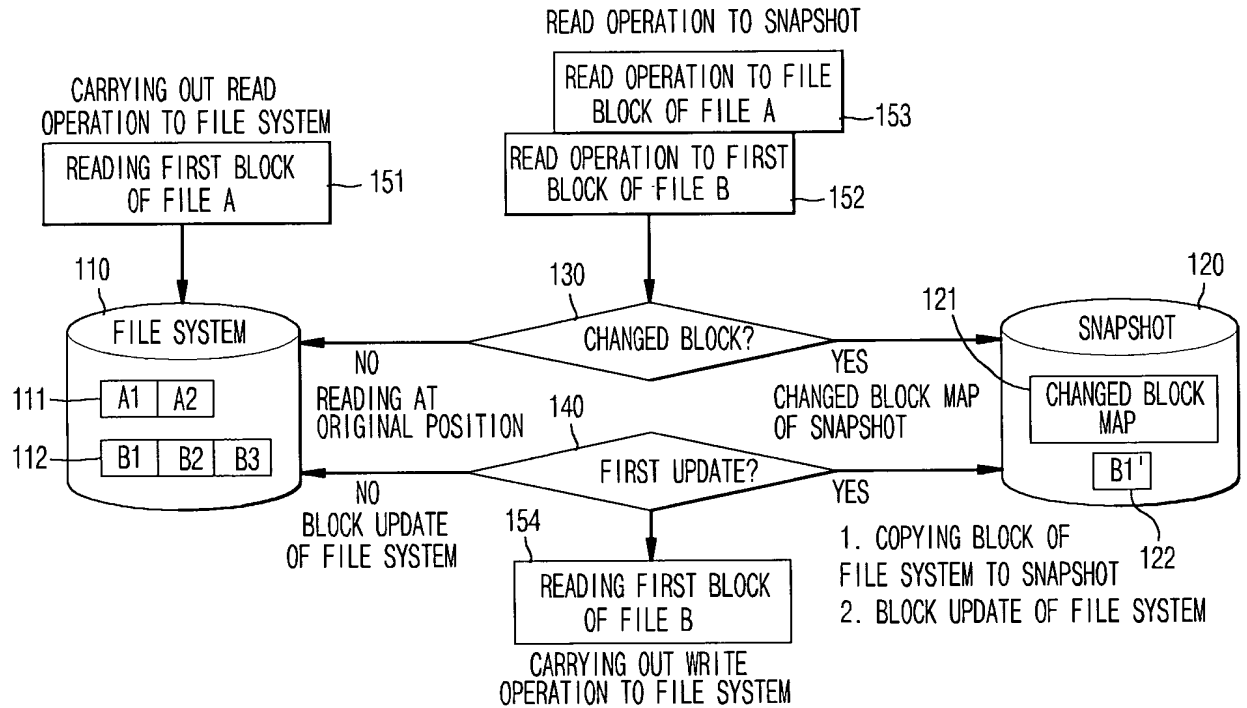 READ OPERATION TO SNAPSHOT
READ OPERATION TO FILE
BLOCK OF FILE A
153
CARRYING OUT READ
OPERATION TO FILE SYSTEM
READING FIRST BLOCK
OF FILE A
151
READ OPERATION TO FIRST
BLOCK OF FILE B
152
110
FILE SYSTEM
111
A1 A2
112
B1 B2 B3
130
CHANGED BLOCK?
NO
READING AT
ORIGINAL POSITION
YES
CHANGED BLOCK MAP
OF SNAPSHOT
120
SNAPSHOT
121
CHANGED BLOCK
MAP
B1'
122
140
FIRST UPDATE?
NO
BLOCK UPDATE
OF FILE SYSTEM
YES
1. COPYING BLOCK OF
FILE SYSTEM TO SNAPSHOT
2. BLOCK UPDATE OF FILE SYSTEM
154
READING FIRST BLOCK
OF FILE B
CARRYING OUT WRITE
OPERATION TO FILE SYSTEM